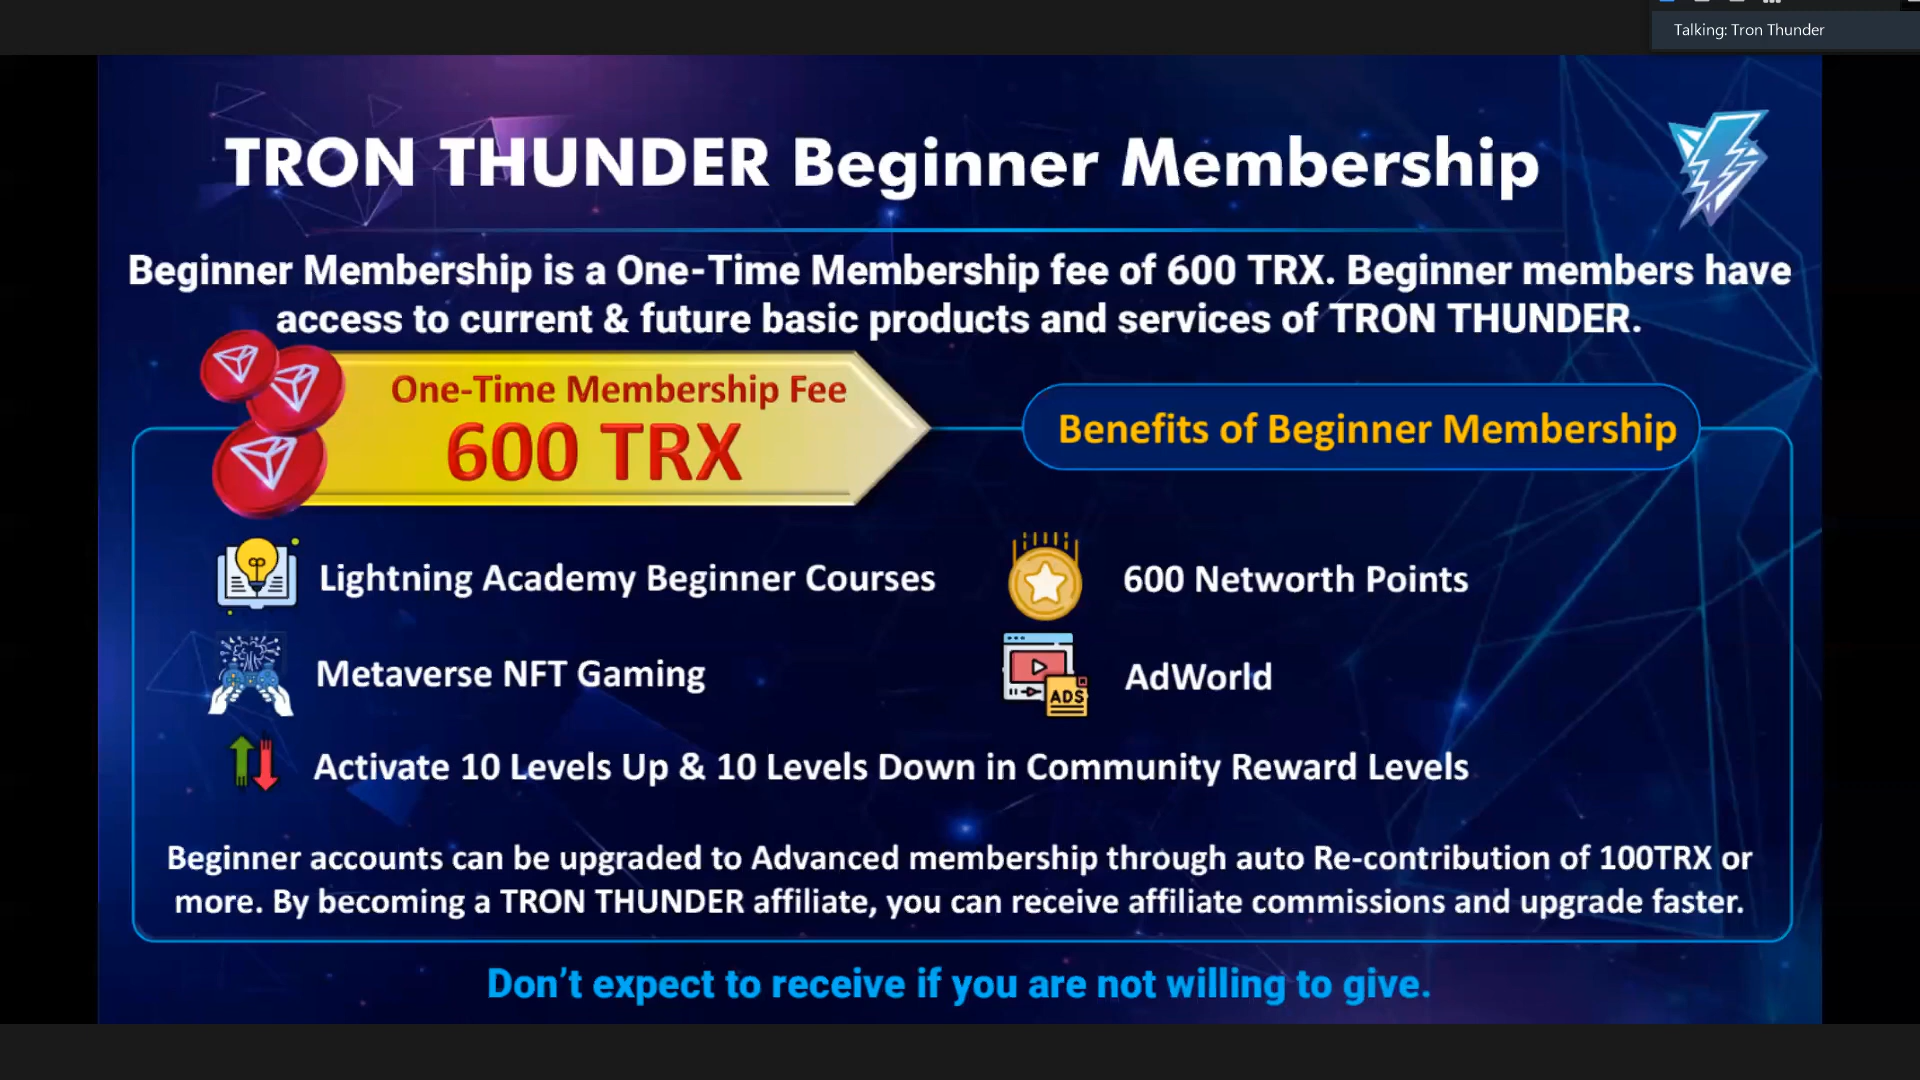 Talking: Tron Thunder
TRON THUNDER Beginner Membership
Beginner Membership is a One-Time Membership fee of 600 TRX. Beginner members have
access to current & future basic products and services of TRON THUNDER.
One-Time Membership Fee
600 TRX
Benefits of Beginner Membership
Lightning Academy Beginner Courses
600 Networth Points
Metaverse NFT Gaming
ADS
AdWorld
Activate 10 Levels Up & 10 Levels Down in Community Reward Levels
Beginner accounts can be upgraded to Advanced membership through auto Re-contribution of 100TRX or
more. By becoming a TRON THUNDER affiliate, you can receive affiliate commissions and upgrade faster.
Don’t expect to receive if you are not willing to give.